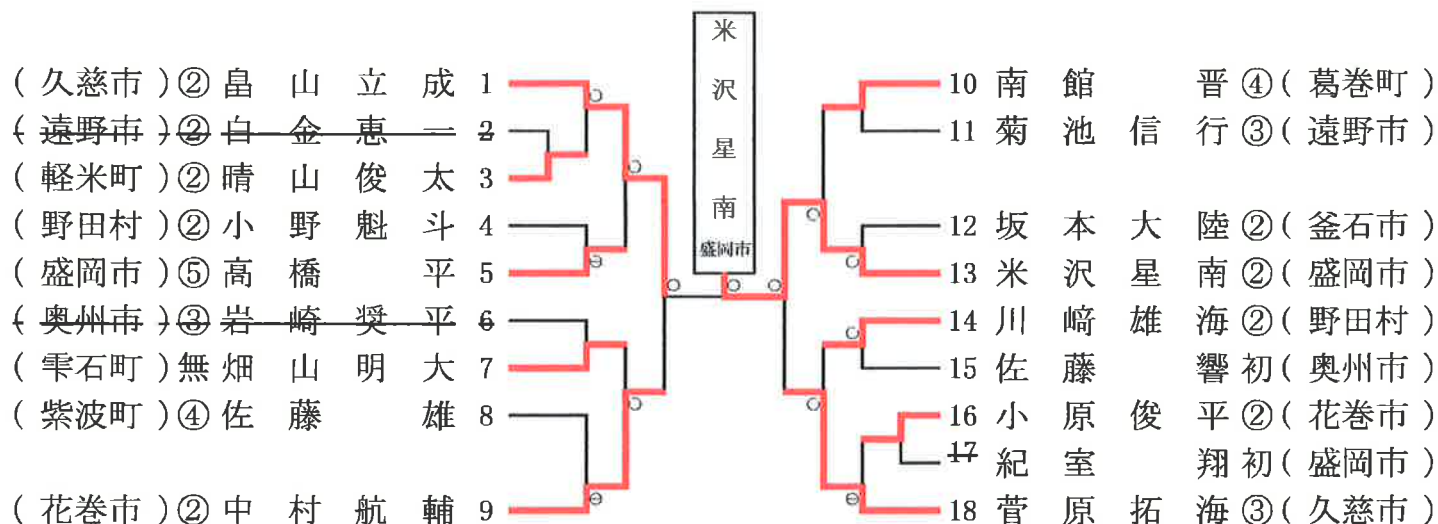 米沢星南
盛岡市
(久慈市)② 畠山立成 1
(遠野市)② 白金恵一 2
(軽米町)② 晴山俊太 3
(野田村)② 小野魁斗 4
(盛岡市)⑤ 髙橋平 5
(奥州市)③ 岩崎奨平 6
(雫石町)無 畑山明大 7
(紫波町)④ 佐藤雄 8
(花巻市)② 中村航輔 9
10 南館晋 ④(葛巻町)
11 菊池信行 ③(遠野市)
12 坂本大陸 ②(釜石市)
13 米沢星南 ②(盛岡市)
14 川﨑雄海 ②(野田村)
15 佐藤響 初(奥州市)
16 小原俊平 ②(花巻市)
17 紀室翔 初(盛岡市)
18 菅原拓海 ③(久慈市)